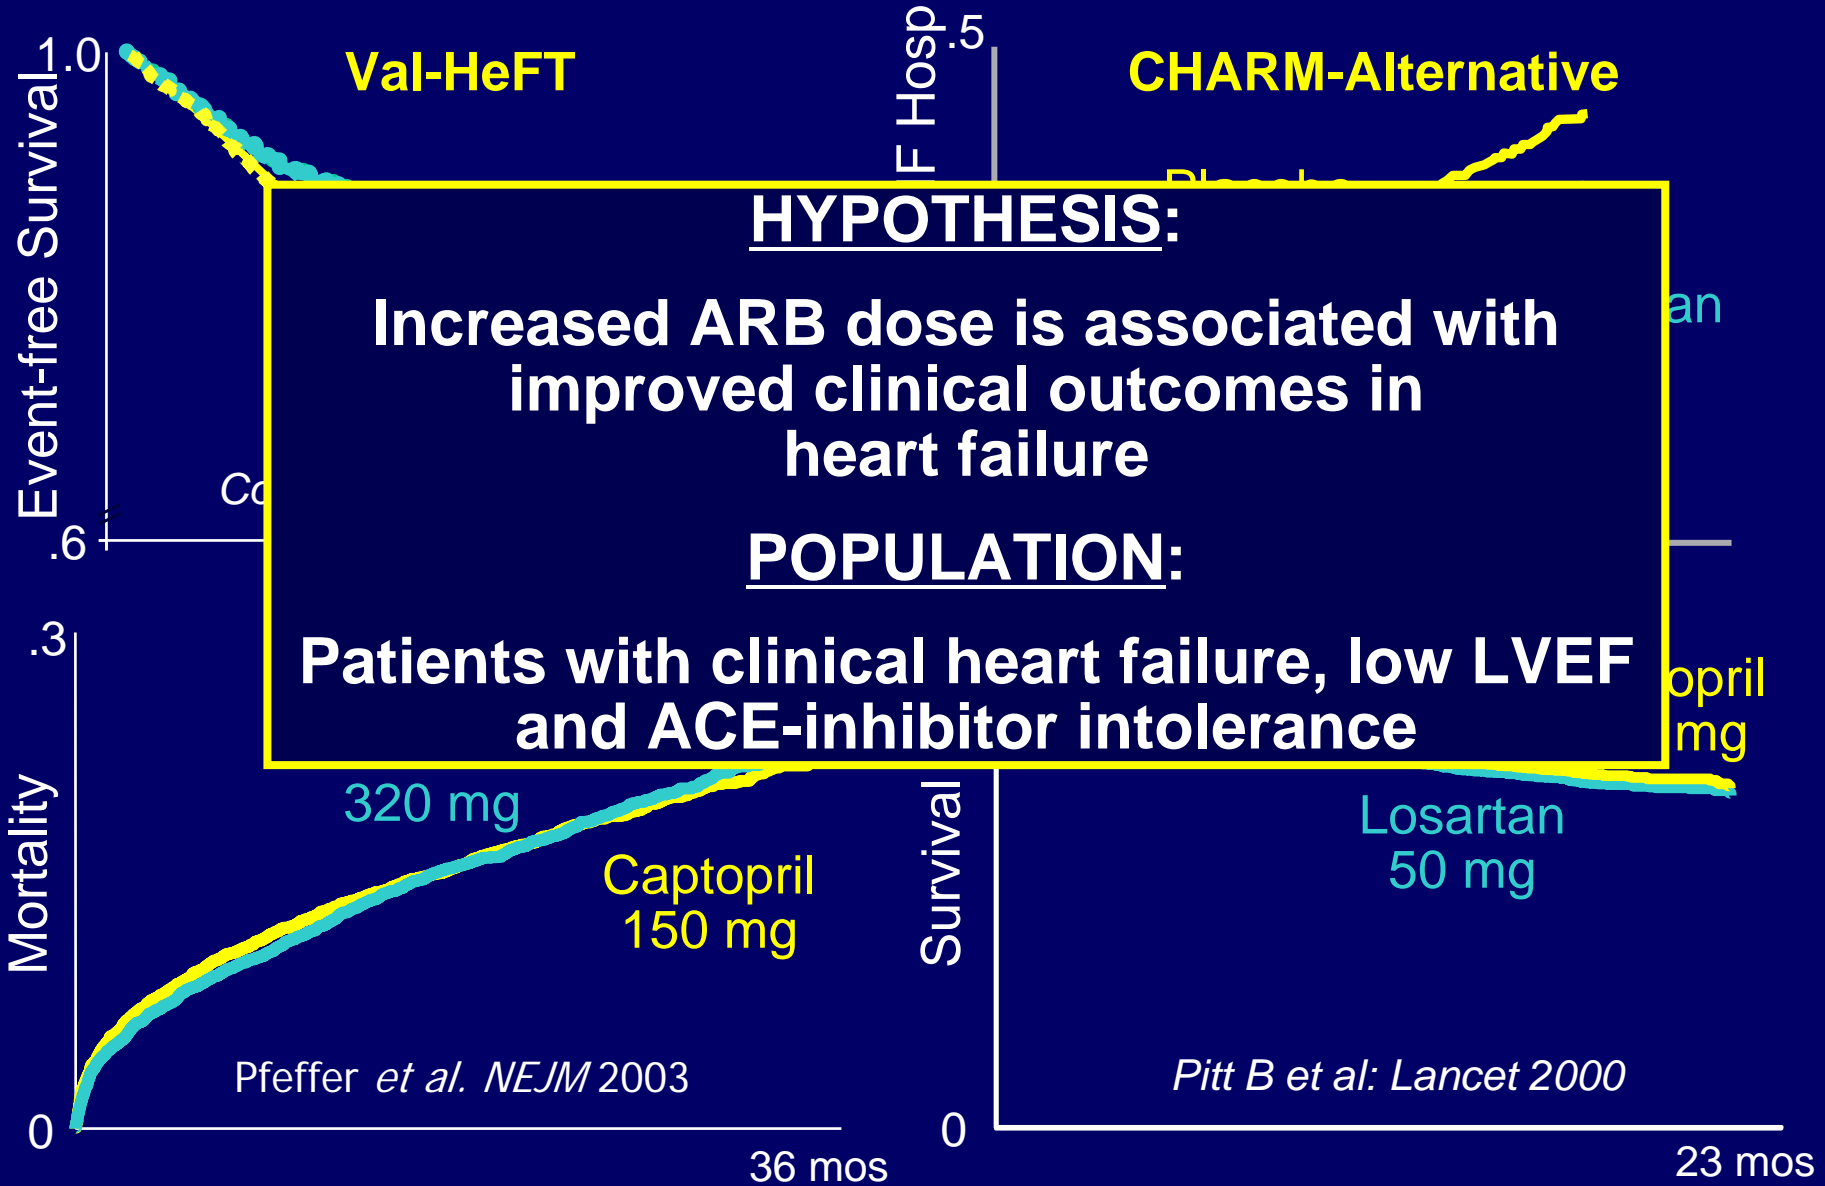 1.0
Val-HeFT
Event-free Survival
.6
.5
CHARM-Alternative
Hosp
HYPOTHESIS:
Increased ARB dose is associated with
improved clinical outcomes in
heart failure
POPULATION:
Patients with clinical heart failure, low LVEF
and ACE-inhibitor intolerance
.3
Mortality
320 mg
Captopril
150 mg
Pfeffer et al. NEJM 2003
0
36 mos
mg
Survival
Losartan
50 mg
Pitt B et al: Lancet 2000
0
23 mos